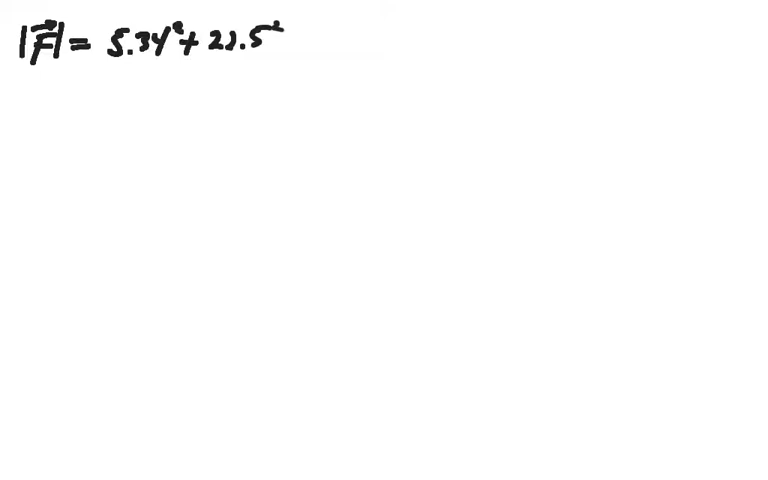 |F⃗| = 5.34² + 22.5²